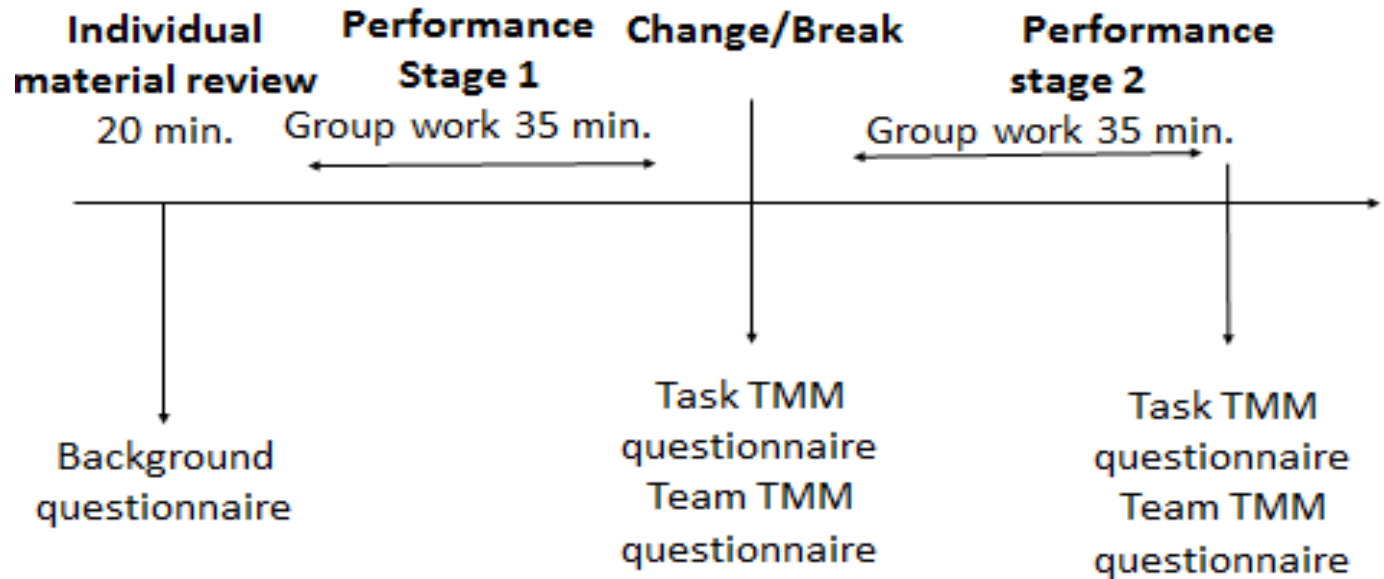 Individual
material review
20 min.
Performance
Stage 1
Group work 35 min.
Change/Break
Performance
stage 2
Group work 35 min.
Background
questionnaire
Task TMM
questionnaire
Team TMM
questionnaire
Task TMM
questionnaire
Team TMM
questionnaire